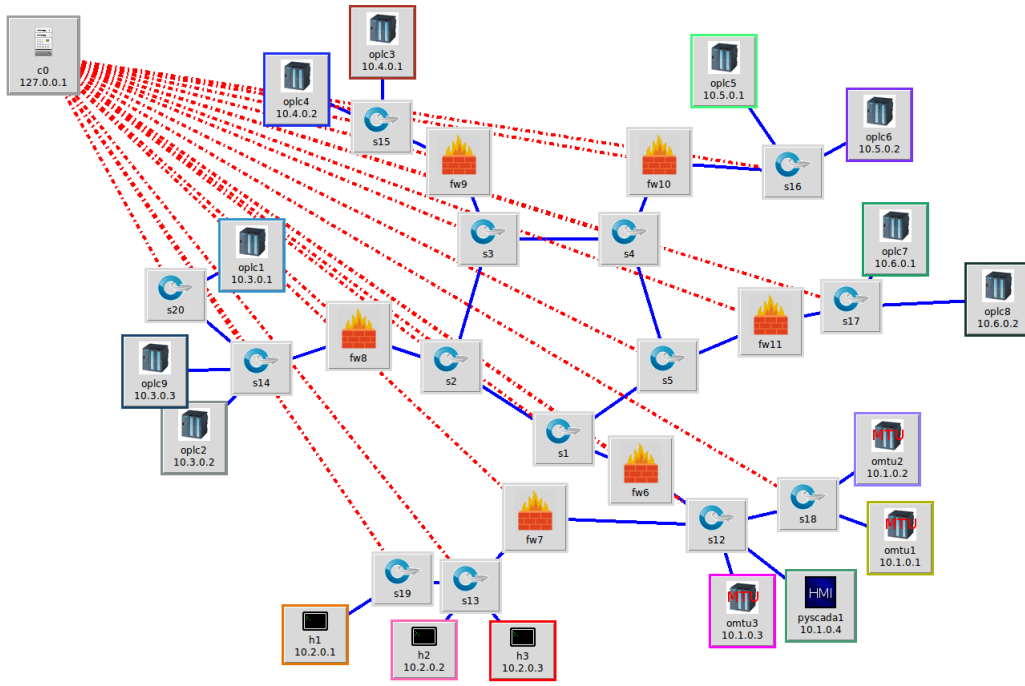 c0
127.0.0.1
oplc3
10.4.0.1
oplc4
10.4.0.2
s15
fw9
oplc5
10.5.0.1
oplc6
10.5.0.2
fw10
s16
s3
s4
oplc7
10.6.0.1
oplc1
10.3.0.1
s20
oplc8
10.6.0.2
s17
fw11
fw8
oplc9
10.3.0.3
s14
s2
s5
oplc2
10.3.0.2
s1
MTU
omtu2
10.1.0.2
fw6
s18
MTU
omtu1
10.1.0.1
fw7
s12
s19
s13
MTU
omtu3
10.1.0.3
HMI
pyscada1
10.1.0.4
h1
10.2.0.1
h2
10.2.0.2
h3
10.2.0.3